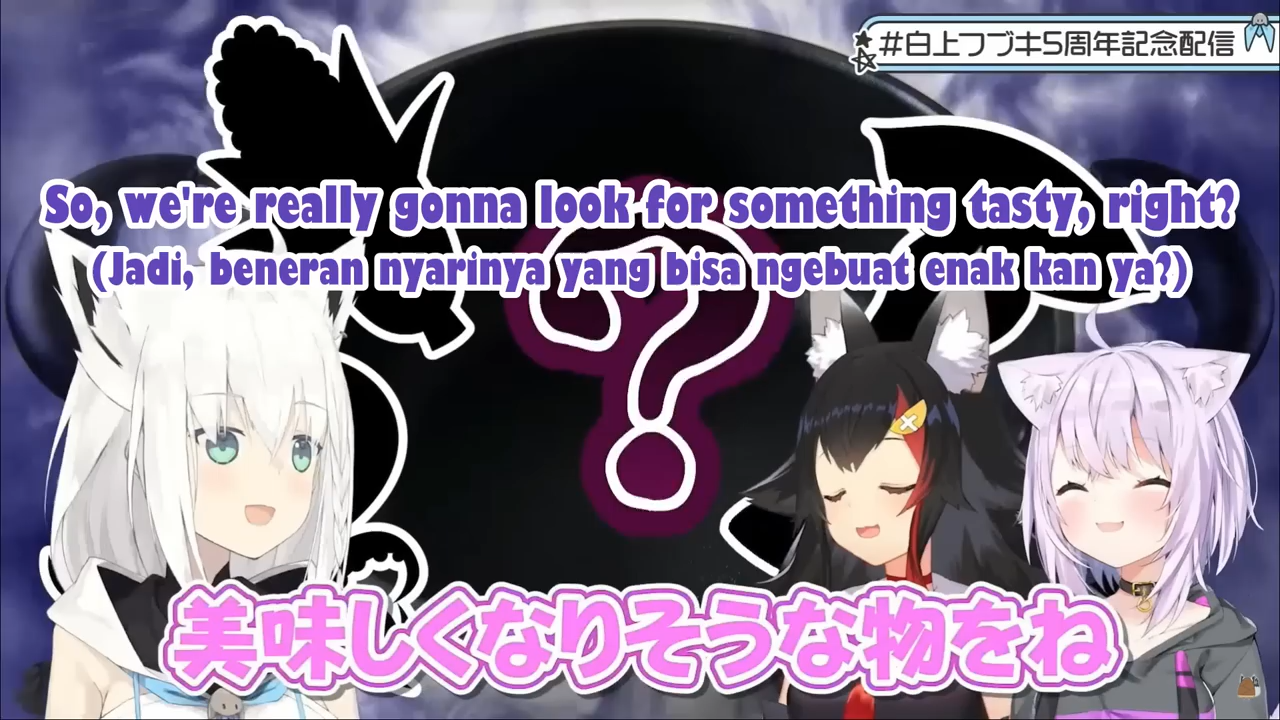 #白上フブキ5周年記念配信
So, we're really gonna look for something tasty, right?
(Jadi, beneran nyarinya yang bisa ngebuat enak kan ya?)
?
美味しくなりそうな物をね